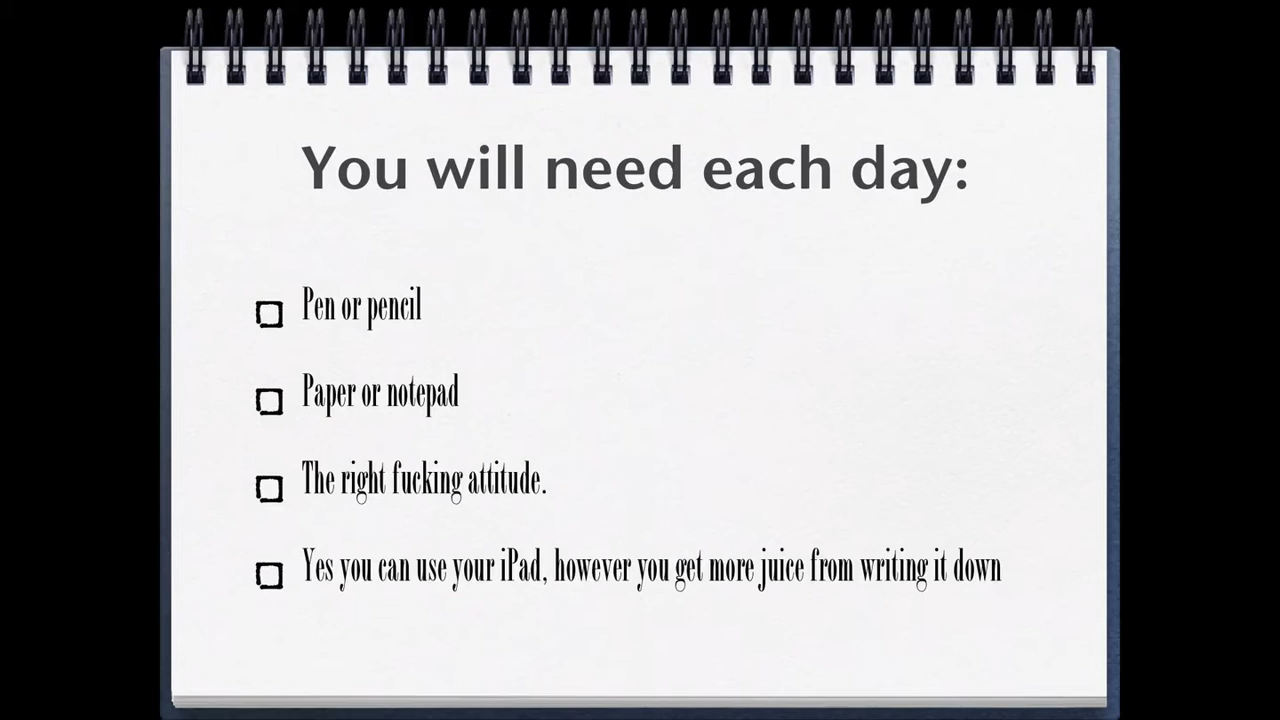 You will need each day:
Pen or pencil
Paper or notepad
The right fucking attitude.
Yes you can use your iPad, however you get more juice from writing it down